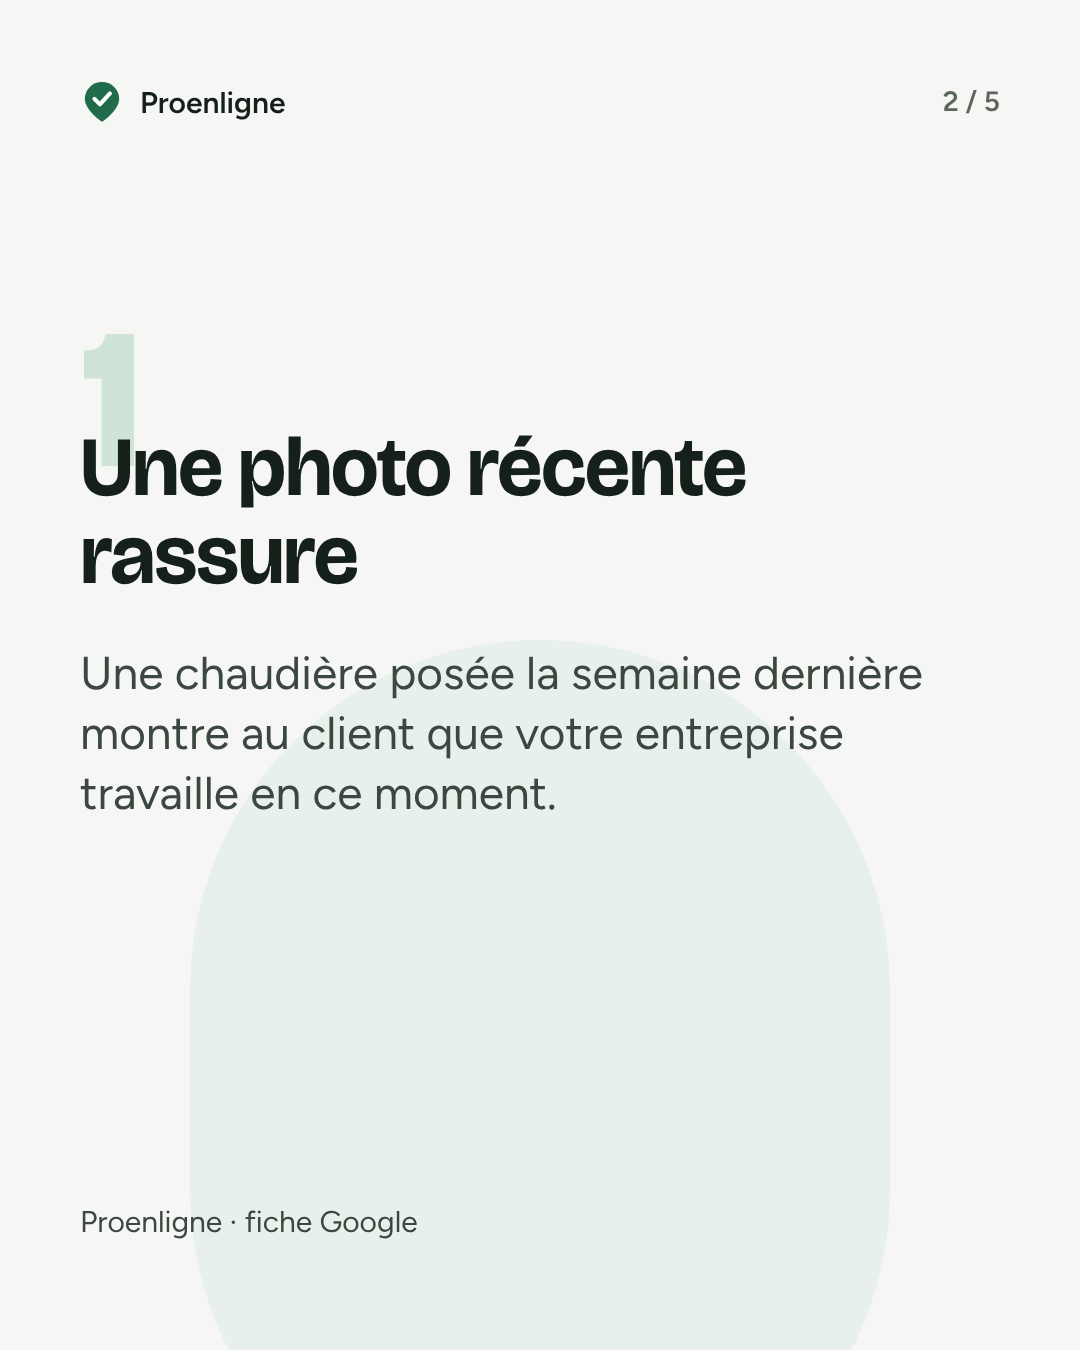 Proenligne
2 / 5
1
Une photo récente
rassure
Une chaudière posée la semaine dernière
montre au client que votre entreprise
travaille en ce moment.
Proenligne · fiche Google